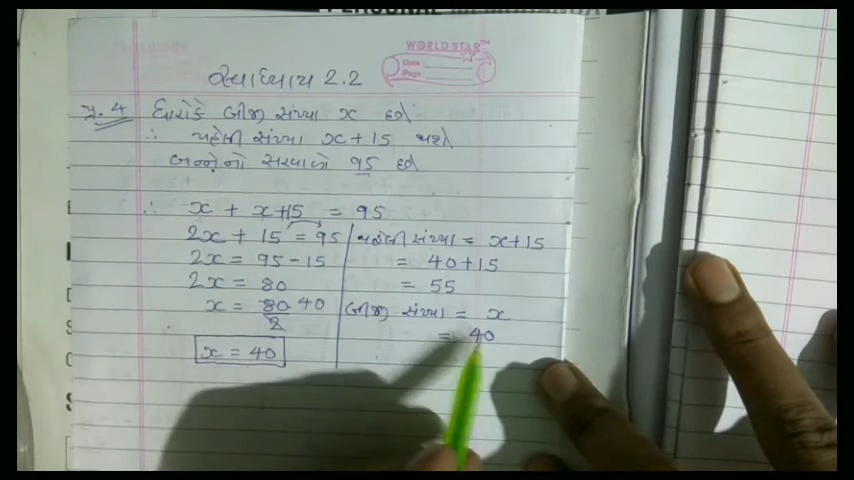 WORLDSTAR™
Date
Page
સ્વાધ્યાય 2.2
પ્ર. 4 ધારોકે બીજી સંખ્યા x છે
∴ પહેલી સંખ્યા x + 15 થશે
બન્નેનો સરવાળો 95 છે
∴ x + x+15 = 95
2x + 15 = 95
2x = 95 - 15
2x = 80
x = 80 40
2
x = 40
પહેલી સંખ્યા = x+15
= 40+15
= 55
બીજી સંખ્યા = x
= 40